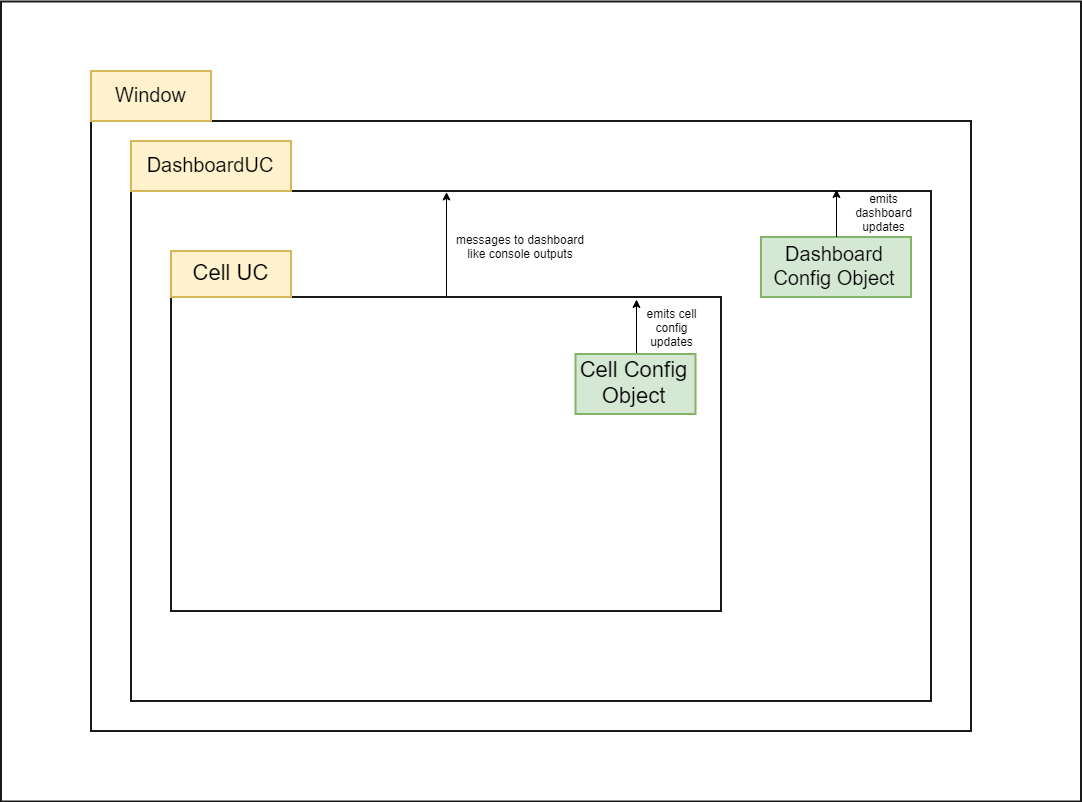 Window
DashboardUC
emits
dashboard
updates
messages to dashboard
like console outputs
Dashboard
Config Object
Cell UC
emits cell
config
updates
Cell Config
Object